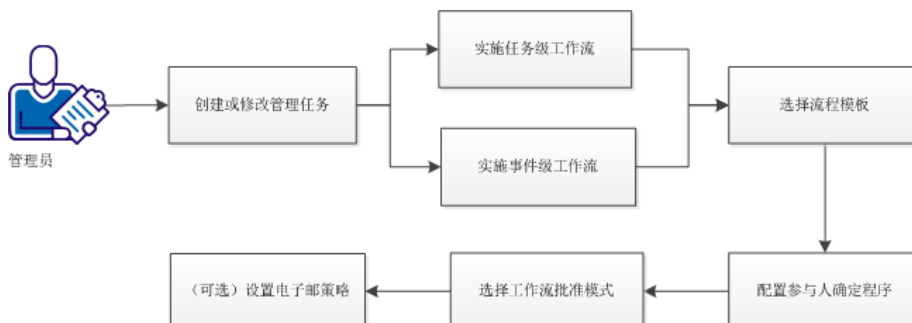 管理员
创建或修改管理任务
实施任务级工作流
实施事件级工作流
选择流程模板
配置参与人确定程序
选择工作流批准模式
（可选）设置电子邮策略